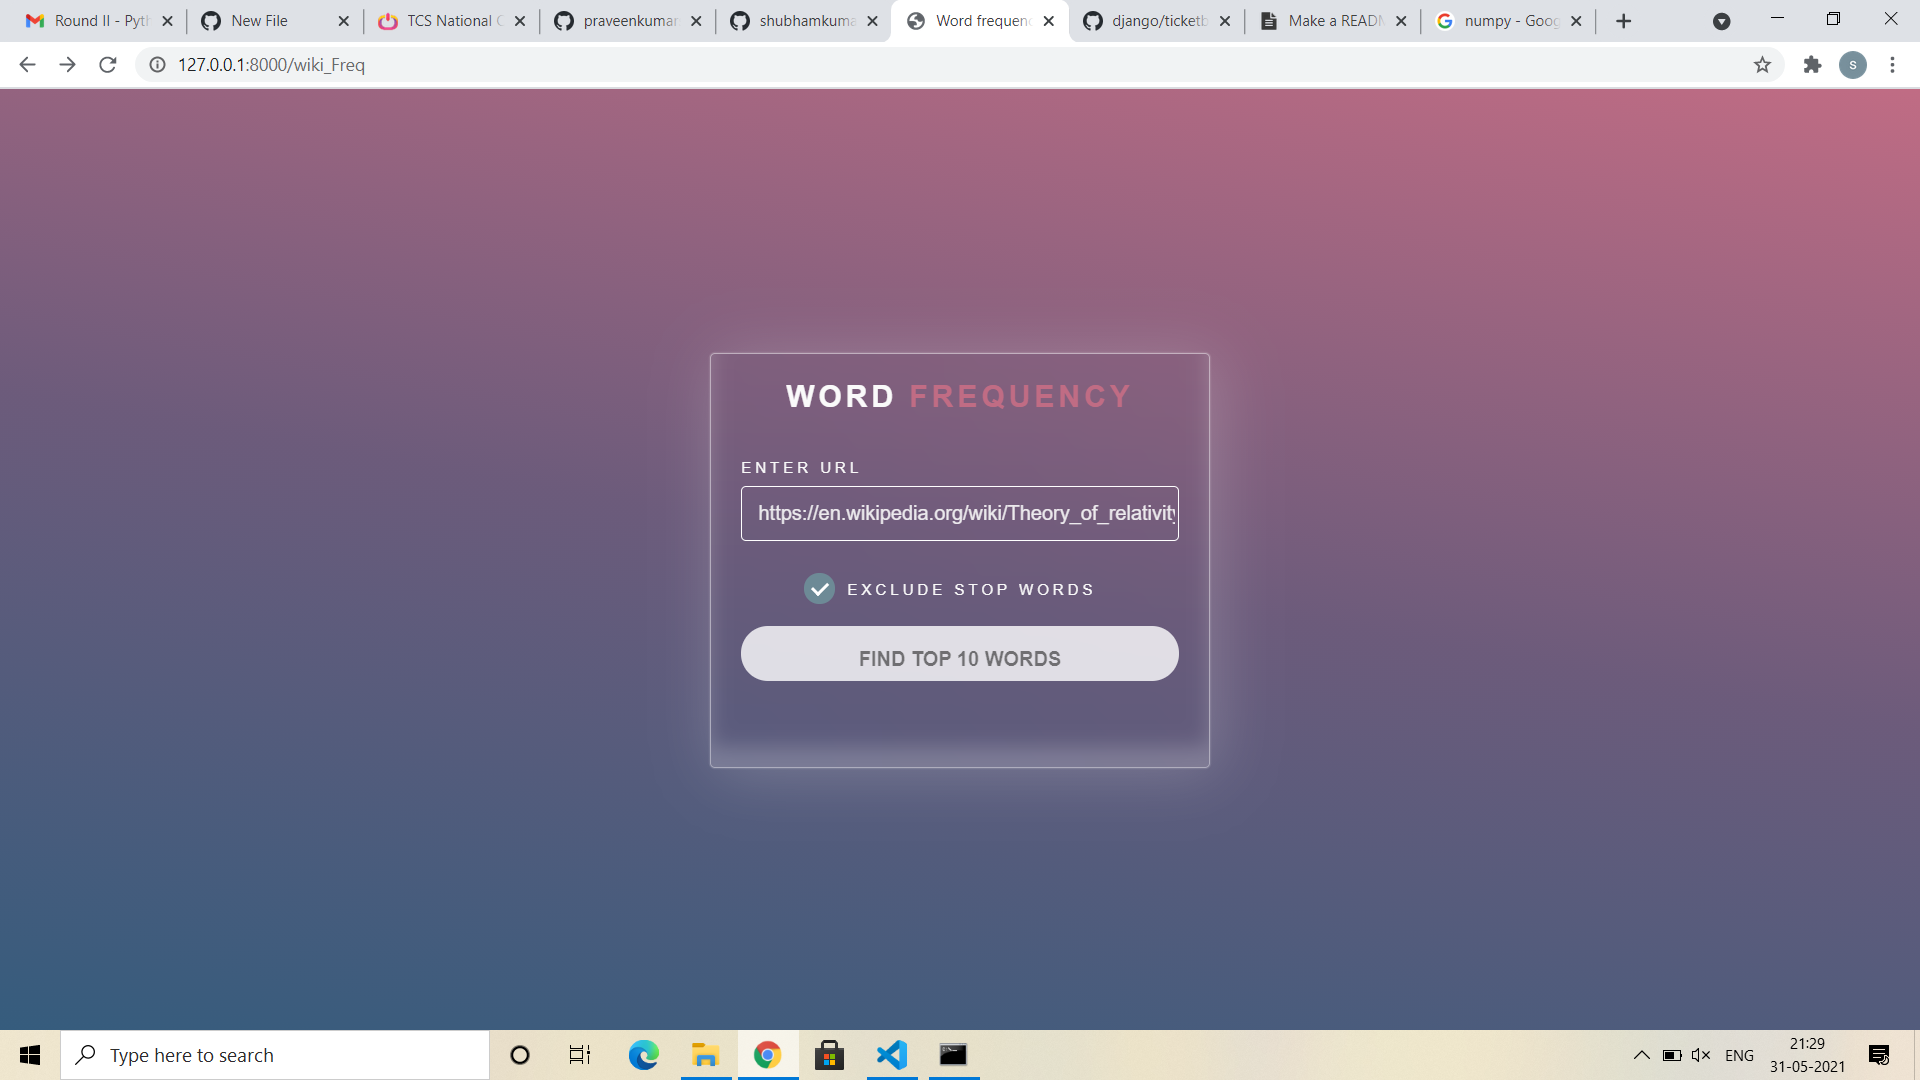 Round II - Pyth
New File
TCS National
praveenkumar
shubhamkuma
Word frequenc
django/ticketb
Make a READM
numpy - Goog
127.0.0.1:8000/wiki_Freq
S
WORD FREQUENCY
ENTER URL
https://en.wikipedia.org/wiki/Theory_of_relativity
EXCLUDE STOP WORDS
FIND TOP 10 WORDS
Type here to search
ENG
21:29
31-05-2021